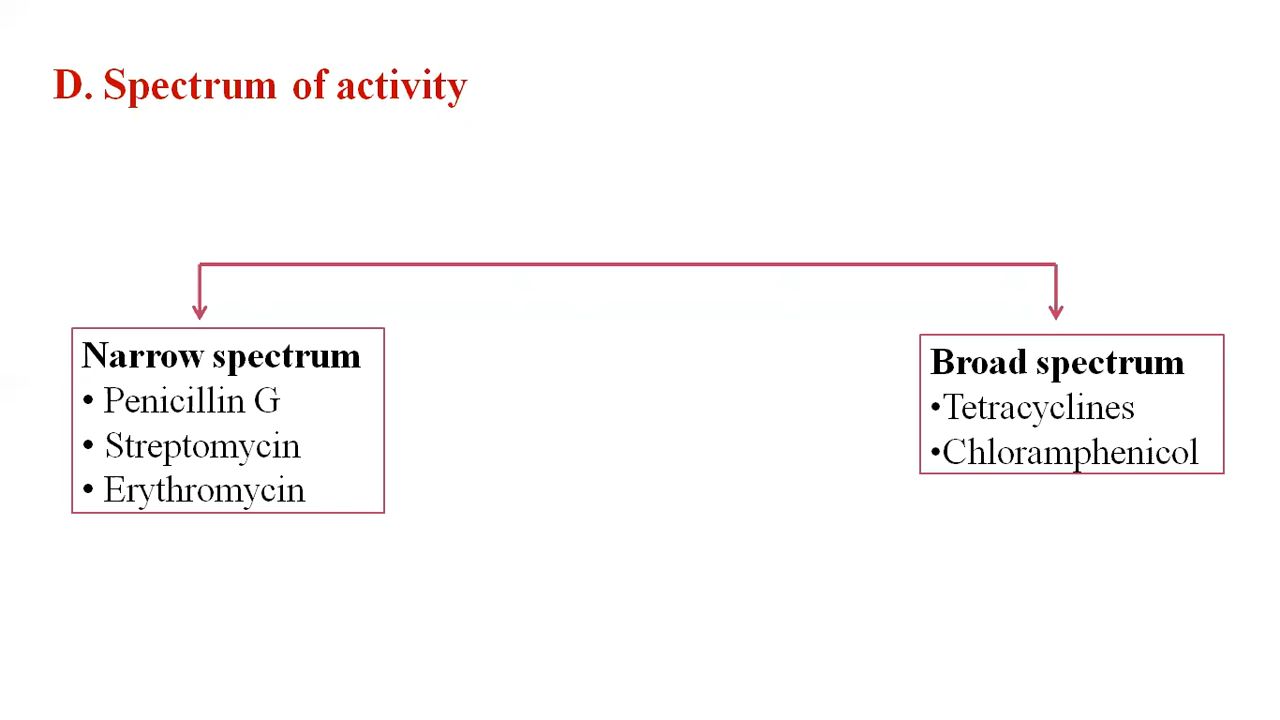 D. Spectrum of activity
Narrow spectrum
• Penicillin G
• Streptomycin
• Erythromycin
Broad spectrum
•Tetracyclines
•Chloramphenicol